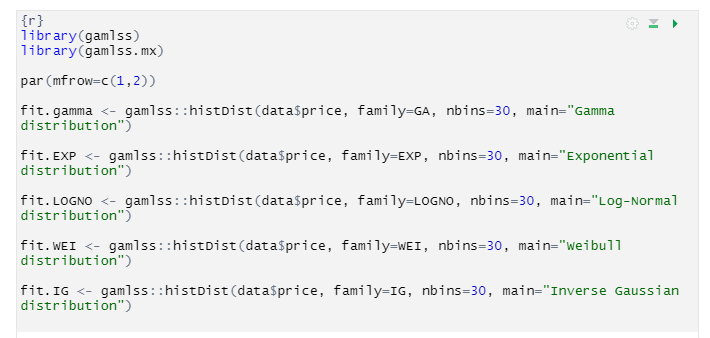 {r}
library(gamlss)
library(gamlss.mx)
par(mfrow=c(1,2))
fit.gamma <- gamlss::histDist(data$price, family=GA, nbins=30, main="Gamma
distribution")
fit.EXP <- gamlss::histDist(data$price, family=EXP, nbins=30, main="Exponential
distribution")
fit.LOGNO <- gamlss::histDist(data$price, family=LOGNO, nbins=30, main="Log-Normal
distribution")
fit.WEI <- gamlss::histDist(data$price, family=WEI, nbins=30, main="Weibull
distribution")
fit.IG <- gamlss::histDist(data$price, family=IG, nbins=30, main="Inverse Gaussian
distribution")